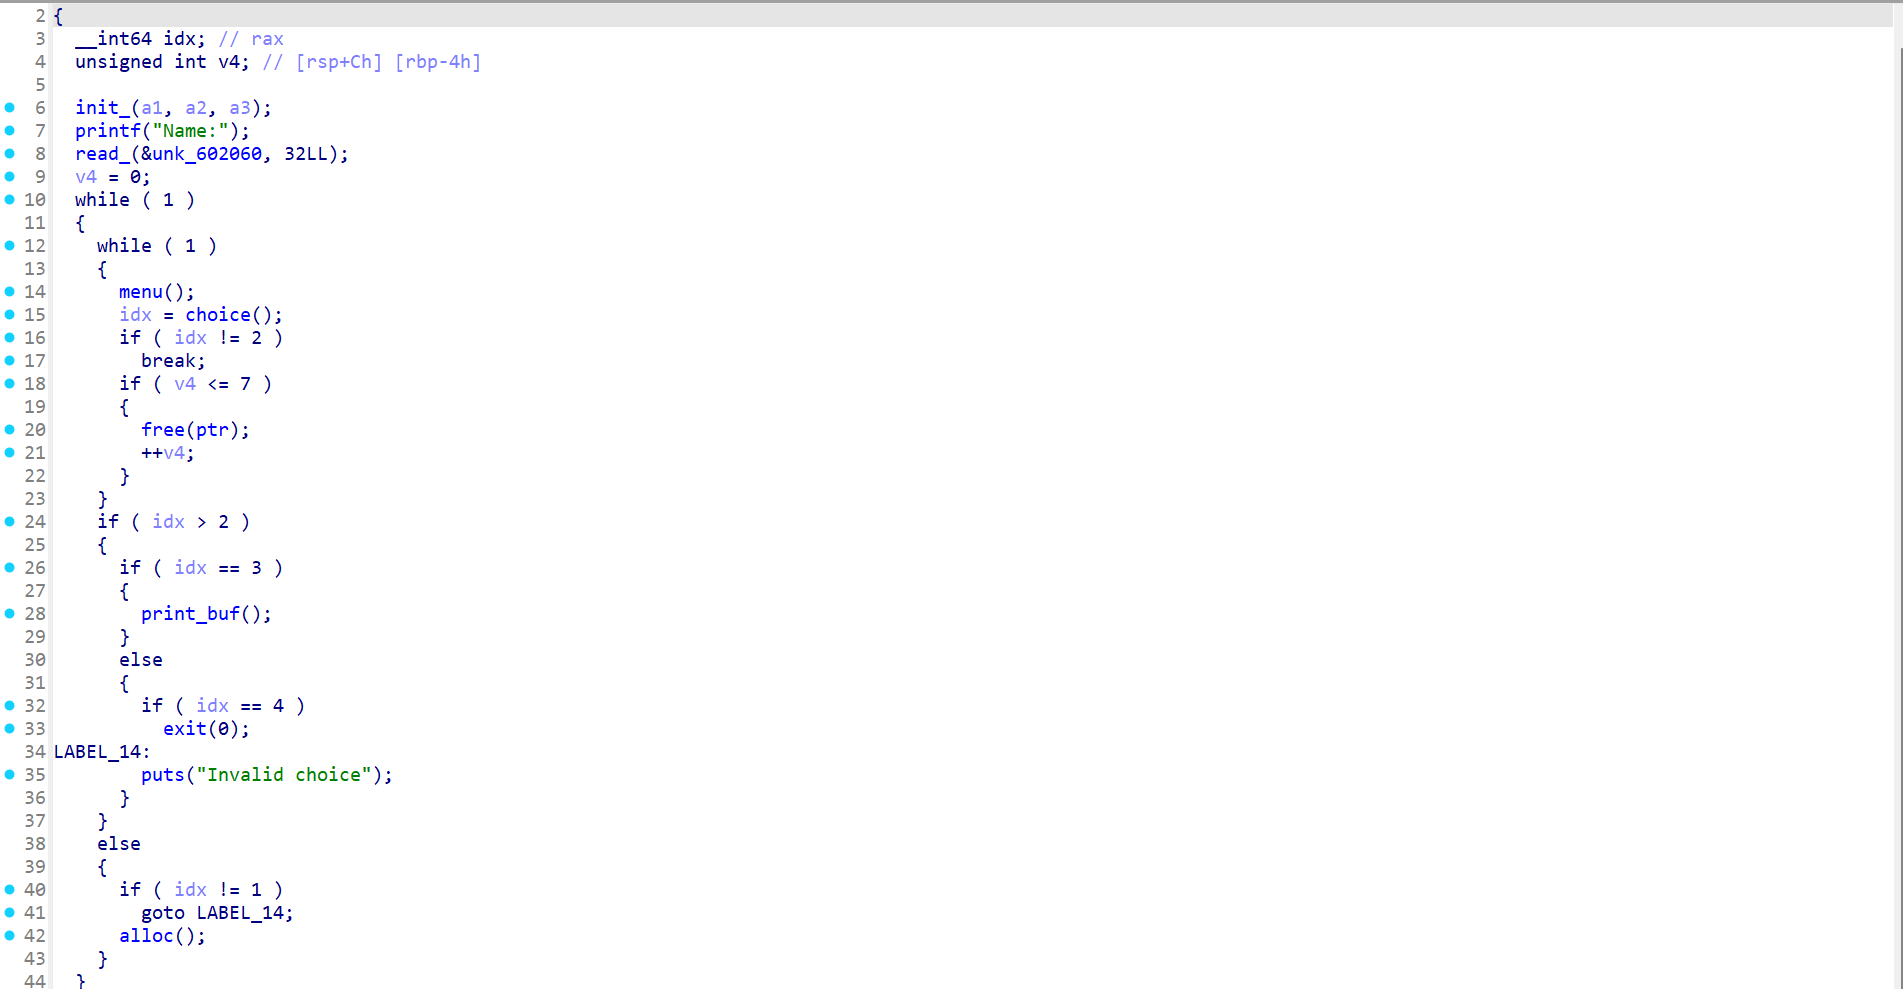 2 {
3   __int64 idx; // rax
4   unsigned int v4; // [rsp+Ch] [rbp-4h]
5
6   init_(a1, a2, a3);
7   printf("Name:");
8   read_(&unk_602060, 32LL);
9   v4 = 0;
10   while ( 1 )
11   {
12     while ( 1 )
13     {
14       menu();
15       idx = choice();
16       if ( idx != 2 )
17         break;
18       if ( v4 <= 7 )
19       {
20         free(ptr);
21         ++v4;
22       }
23     }
24     if ( idx > 2 )
25     {
26       if ( idx == 3 )
27       {
28         print_buf();
29       }
30       else
31       {
32         if ( idx == 4 )
33           exit(0);
34 LABEL_14:
35         puts("Invalid choice");
36       }
37     }
38     else
39     {
40       if ( idx != 1 )
41         goto LABEL_14;
42       alloc();
43     }
44   }